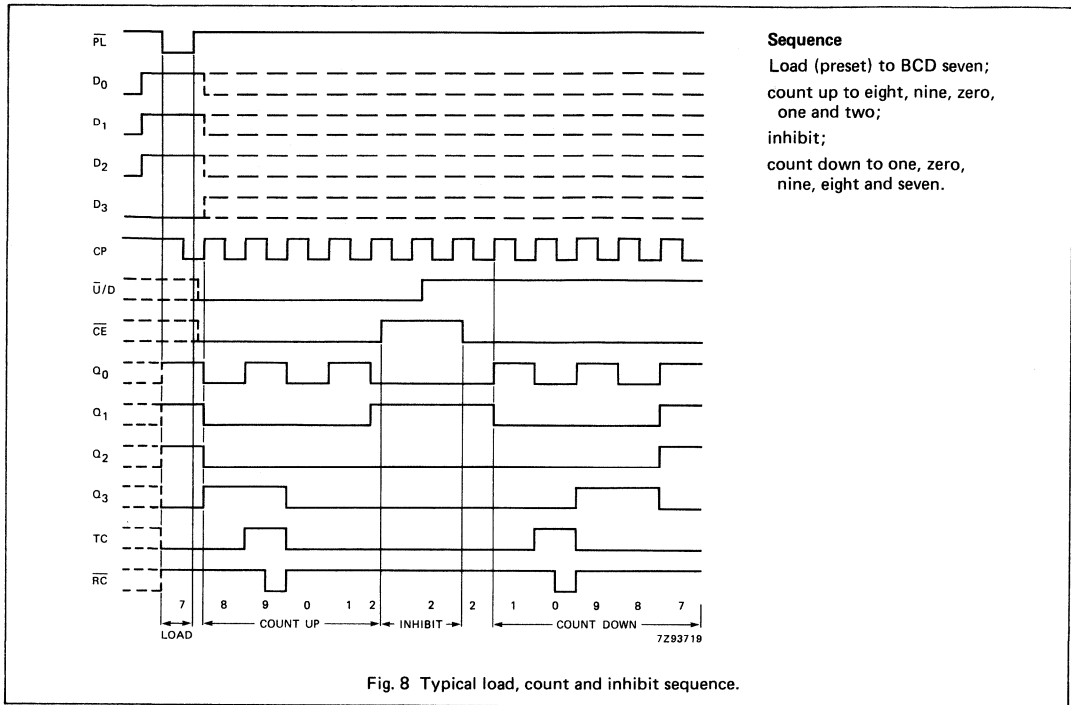 P̅L̅
D0
D1
D2
D3
CP
U̅/D
C̅E̅
Q0
Q1
Q2
Q3
TC
R̅C̅
7 8 9 0 1 2 2 2 1 0 9 8 7
LOAD COUNT UP INHIBIT COUNT DOWN
7Z93719
Sequence
Load (preset) to BCD seven;
count up to eight, nine, zero,
one and two;
inhibit;
count down to one, zero,
nine, eight and seven.
Fig. 8 Typical load, count and inhibit sequence.